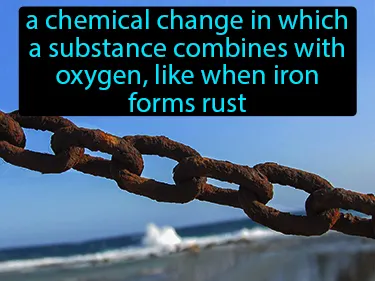 a chemical change in which
a substance combines with
oxygen, like when iron
forms rust